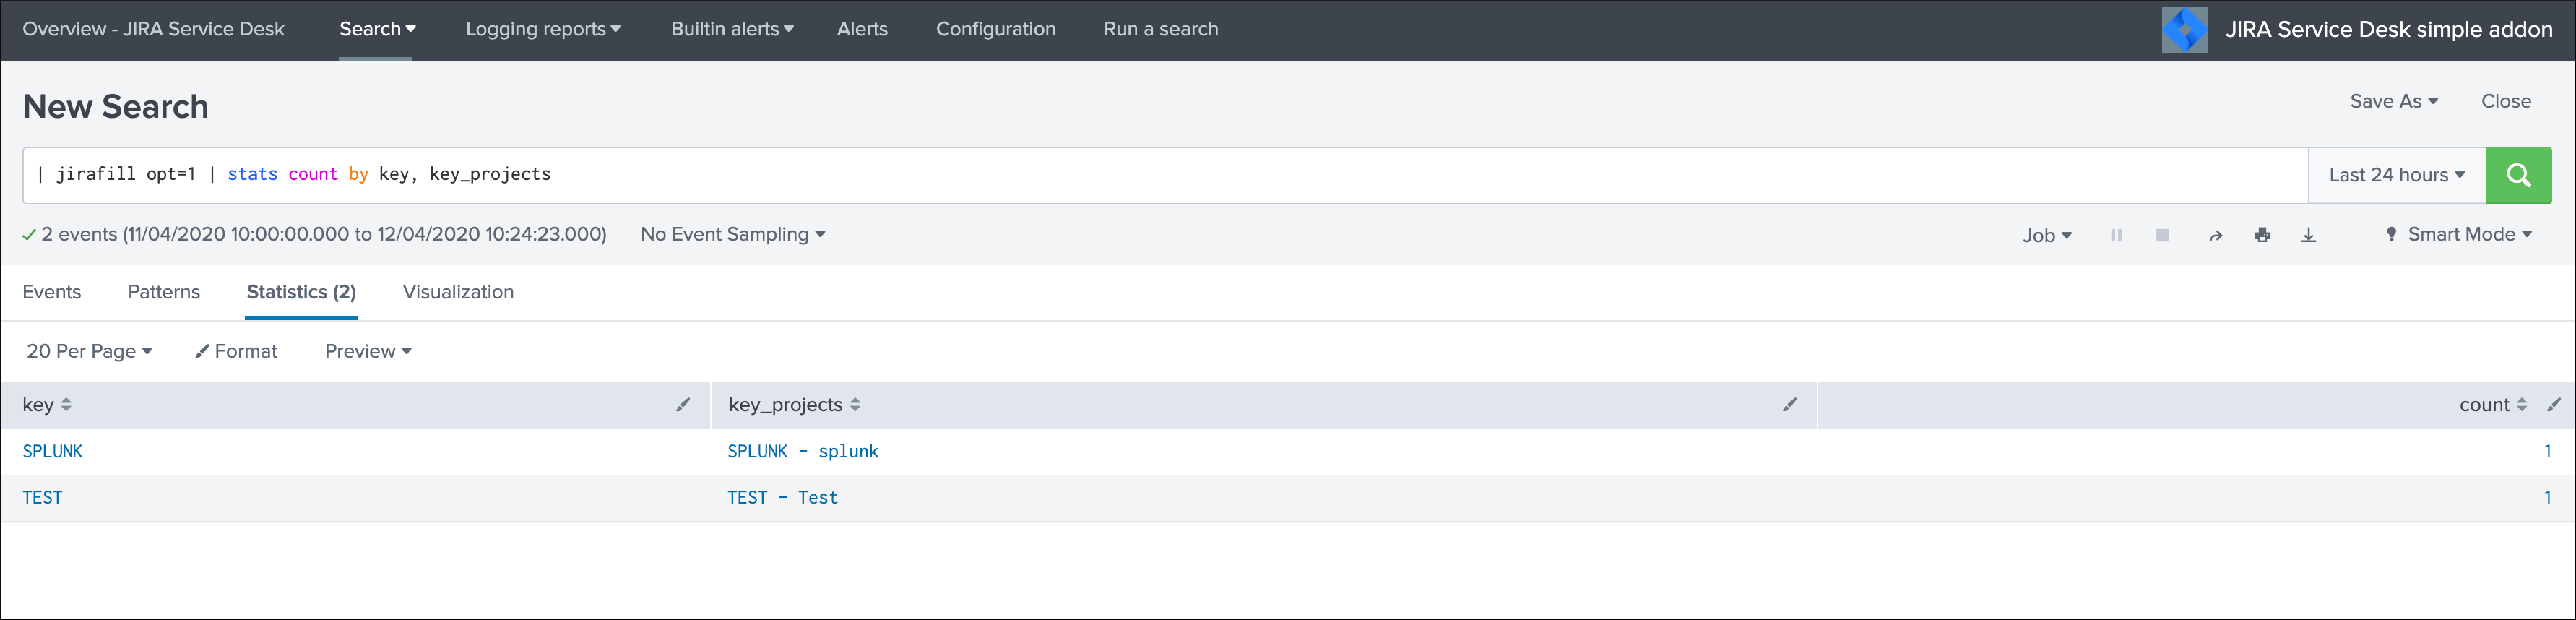 Overview - JIRA Service Desk Search Logging reports Builtin alerts Alerts Configuration Run a search JIRA Service Desk simple addon
New Search Save As Close
| jirafill opt=1 | stats count by key, key_projects Last 24 hours
2 events (11/04/2020 10:00:00.000 to 12/04/2020 10:24:23.000) No Event Sampling Job Smart Mode
Events Patterns Statistics (2) Visualization
20 Per Page Format Preview
key key_projects count
SPLUNK SPLUNK - splunk 1
TEST TEST - Test 1